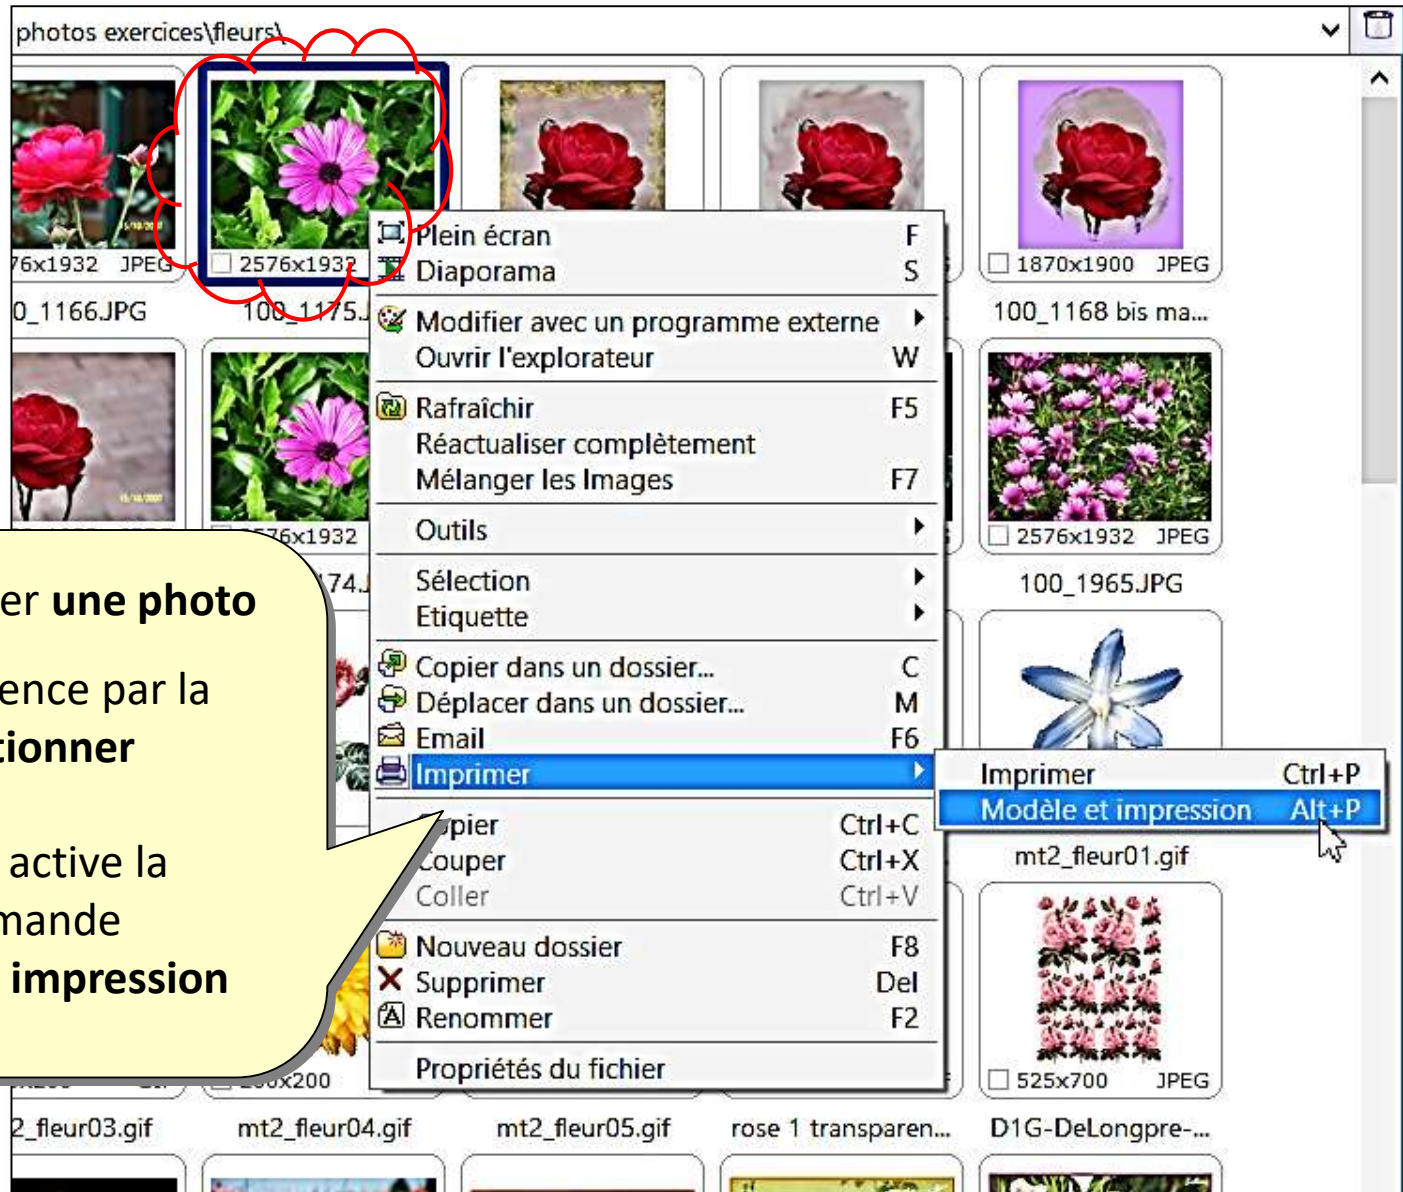 photos exercices\fleurs\
76x1932 JPEG
2576x1932
1870x1900 JPEG
0_1166.JPG
100_1175.J
100_1168 bis ma...
Plein écran F
Diaporama S
Modifier avec un programme externe
Ouvrir l'explorateur W
Rafraîchir F5
Réactualiser complètement
Mélanger les Images F7
Outils
Sélection
Etiquette
Copier dans un dossier... C
Déplacer dans un dossier... M
Email F6
Imprimer
Copier Ctrl+C
Couper Ctrl+X
Coller Ctrl+V
Nouveau dossier F8
Supprimer Del
Renommer F2
Propriétés du fichier
Imprimer Ctrl+P
Modèle et impression Alt+P
2576x1932 JPEG
74.J
100_1965.JPG
er une photo
ence par la
tionner
active la
mande
impression
mt2_fleur01.gif
200x200
525x700 JPEG
2_fleur03.gif
mt2_fleur04.gif
mt2_fleur05.gif
rose 1 transparen...
D1G-DeLongpre-...